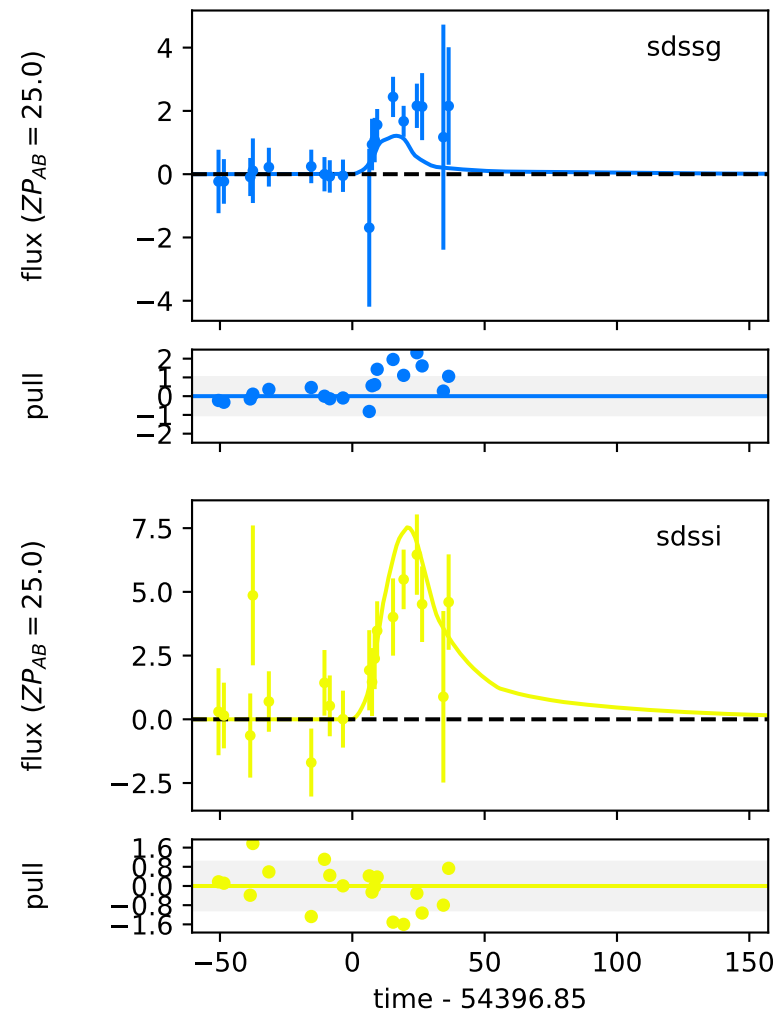 sdssg
flux (ZP_AB = 25.0)
4
2
0
−2
−4
pull
2
1
0
−1
−2
sdssi
flux (ZP_AB = 25.0)
7.5
5.0
2.5
0.0
−2.5
pull
1.6
0.8
0.0
−0.8
−1.6
−50 0 50 100 150
time - 54396.85